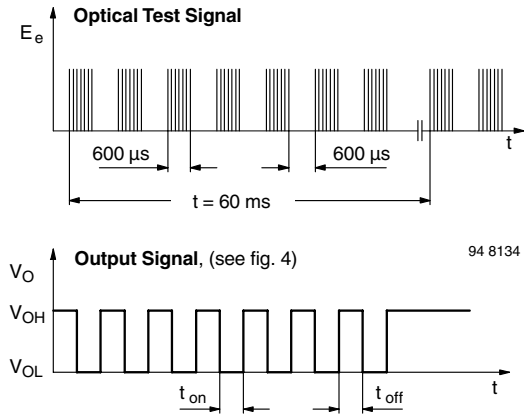 Optical Test Signal
E e
600 µs 600 µs
t
t = 60 ms
Output Signal, (see fig. 4)
94 8134
V O
V OH
V OL
t on t off
t